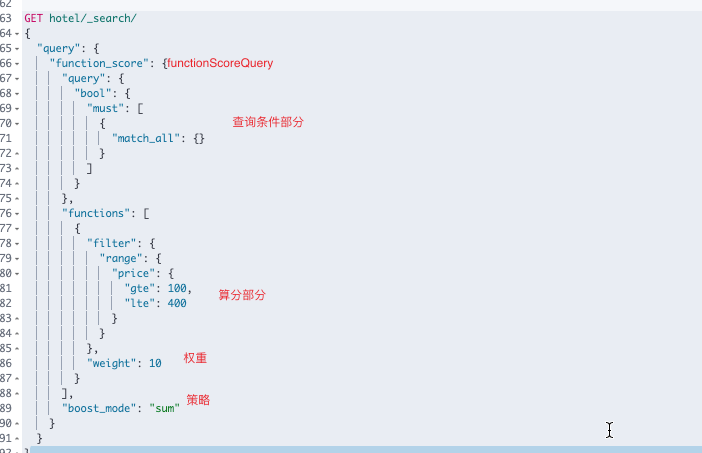 62
63 GET hotel/_search/
64 {
65 "query": {
66 "function_score": {functionScoreQuery
67 "query": {
68 "bool": {
69 "must": [
70 { 查询条件部分
71 "match_all": {}
72 }
73 ]
74 }
75 },
76 "functions": [
77 {
78 "filter": {
79 "range": {
80 "price": {
81 "gte": 100, 算分部分
82 "lte": 400
83 }
84 }
85 },
86 "weight": 10 权重
87 }
88 ], 策略
89 "boost_mode": "sum"
90 }
91 }
92 }